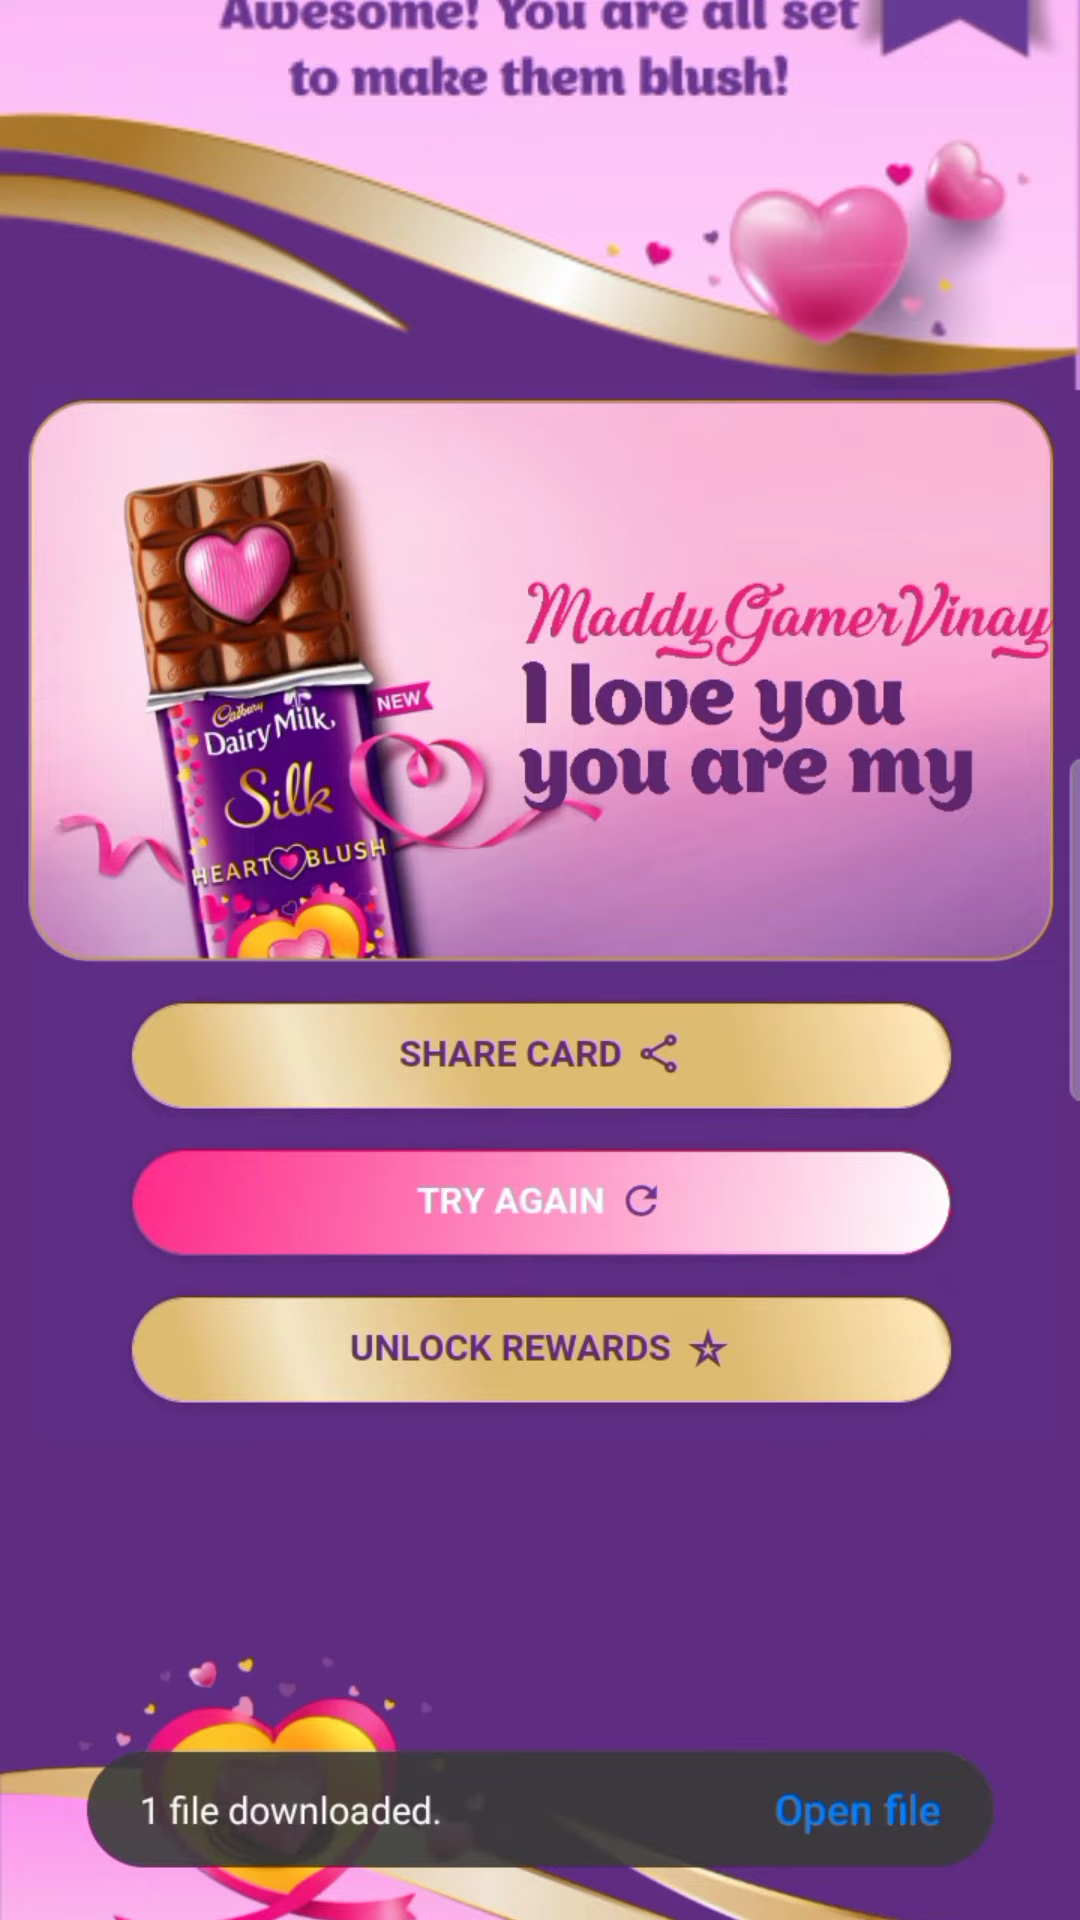 Awesome! You are all set
to make them blush!
Maddy GamerVinay
I love you
you are my
NEW
Cadbury
Dairy Milk
Silk
HEART BLUSH
SHARE CARD
TRY AGAIN
UNLOCK REWARDS
1 file downloaded.
Open file